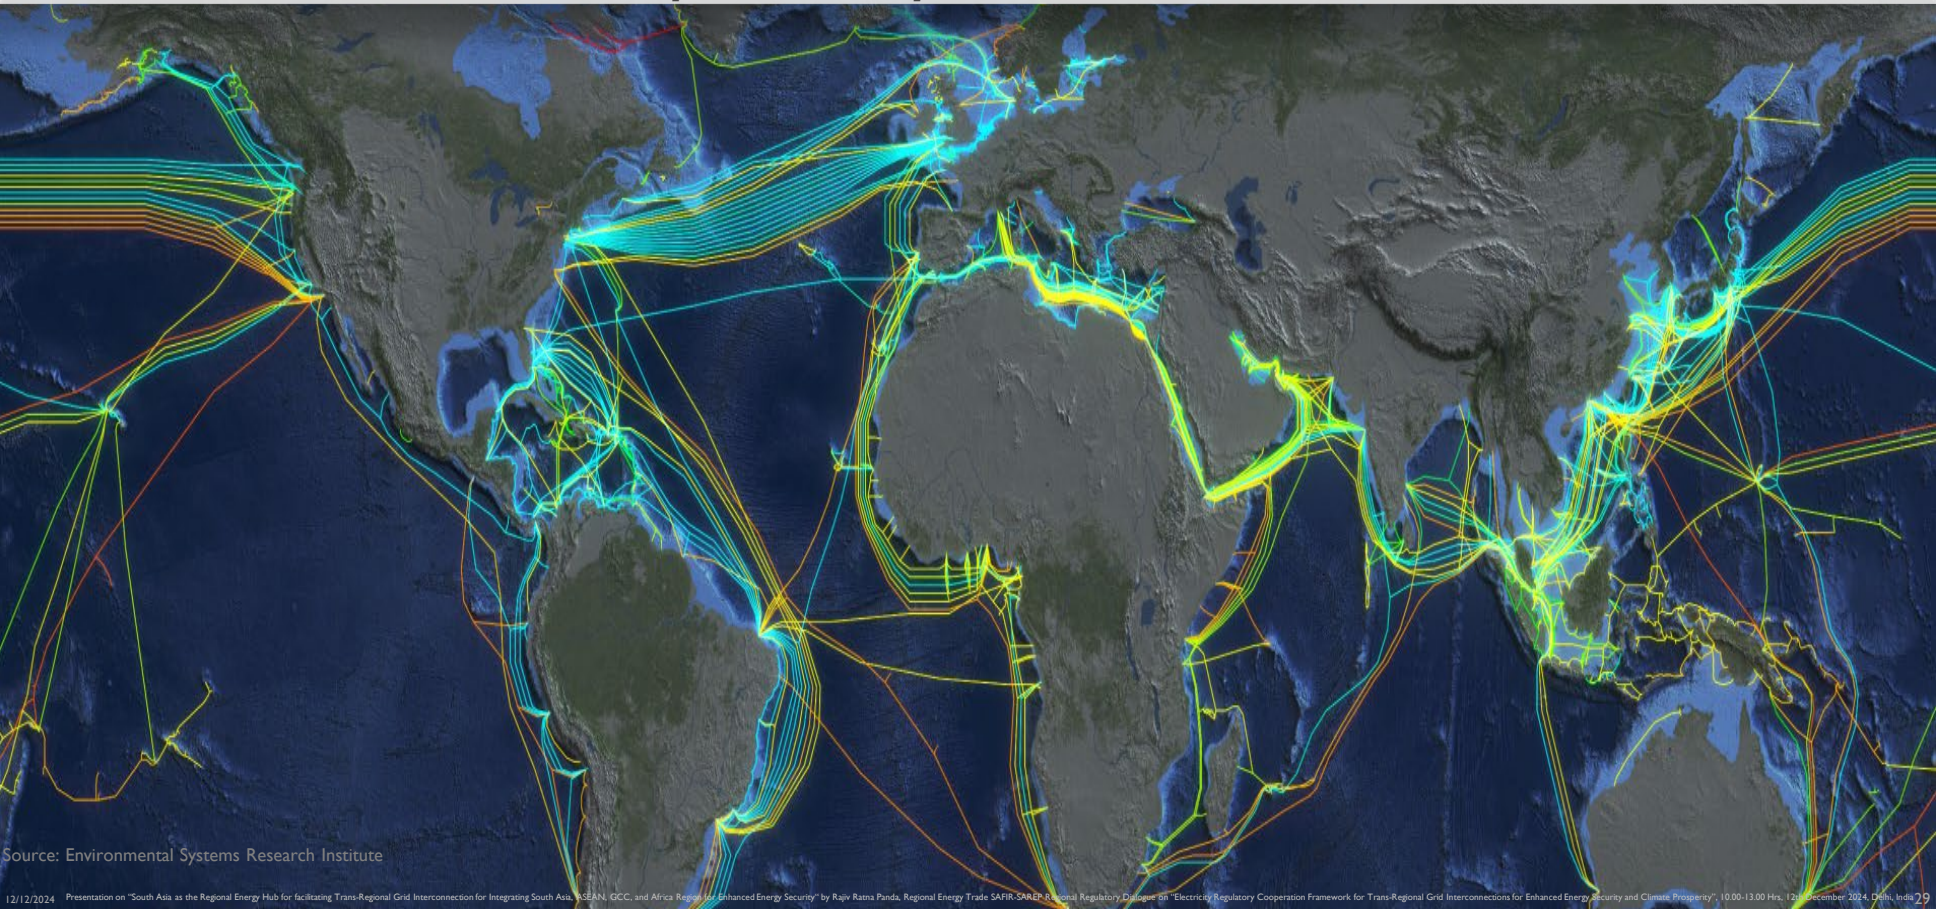 Source: Environmental Systems Research Institute
12/12/2024 Presentation on "South Asia as the Regional Energy Hub for facilitating Trans-Regional Grid Interconnection for Integrating South Asia, ASEAN, GCC, and Africa Region for Enhanced Energy Security" by Rajiv Ratna Panda, Regional Energy Trade SAFIR-SAREP Regional Regulatory Dialogue on "Electricity Regulatory Cooperation Framework for Trans-Regional Grid Interconnections for Enhanced Energy Security and Climate Prosperity", 10.00-13.00 Hrs, 12th December 2024, Delhi, India 29